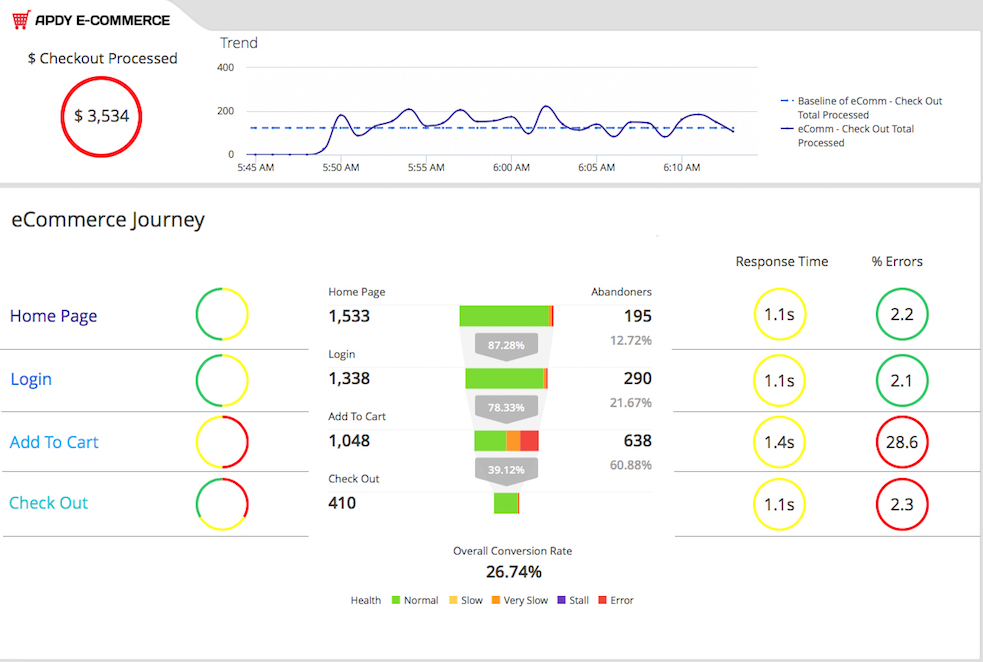 APDY E-COMMERCE
$ Checkout Processed
$ 3,534
Trend
400
200
0
5:45 AM 5:50 AM 5:55 AM 6:00 AM 6:05 AM 6:10 AM
Baseline of eComm - Check Out
Total Processed
eComm - Check Out Total
Processed
eCommerce Journey
Response Time % Errors
Home Page Abandoners
Home Page 1,533 195 1.1s 2.2
87.28% 12.72%
Login
Login 1,338 290 1.1s 2.1
78.33% 21.67%
Add To Cart
Add To Cart 1,048 638 1.4s 28.6
39.12% 60.88%
Check Out
Check Out 410 1.1s 2.3
Overall Conversion Rate
26.74%
Health Normal Slow Very Slow Stall Error